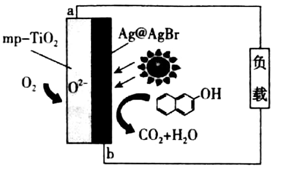 a
mp-TiO₂
Ag@AgBr
O₂
O²⁻
OH
CO₂+H₂O
b
负
载